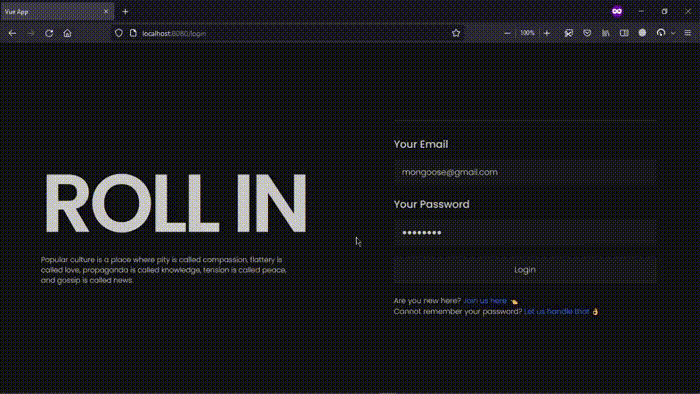 Vue App
localhost:8080/login
100%
ROLL IN
Popular culture is a place where pity is called compassion, flattery is
called love, propaganda is called knowledge, tension is called peace,
and gossip is called news.
Your Email
mongoose@gmail.com
Your Password
Login
Are you new here? Join us here
Cannot remember your password? Let us handle that